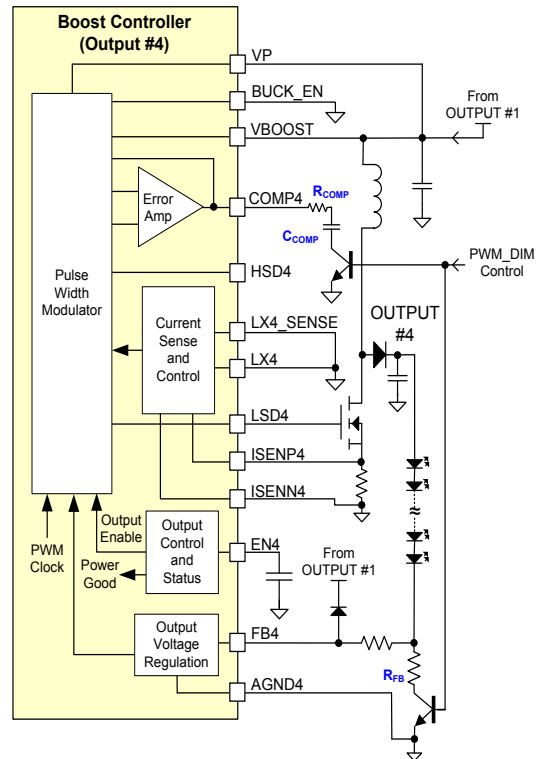 Boost Controller
(Output #4)
VP
BUCK_EN
VBOOST
From
OUTPUT #1
Error
Amp
COMP4
RCOMP
CCOMP
PWM_DIM
Control
HSD4
Pulse
Width
Modulator
Current
Sense
and
Control
LX4_SENSE
LX4
OUTPUT
#4
LSD4
ISENP4
ISENN4
PWM
Clock
Output
Enable
Power
Good
Output
Control
and
Status
EN4
From
OUTPUT #1
Output
Voltage
Regulation
FB4
RFB
AGND4
≈